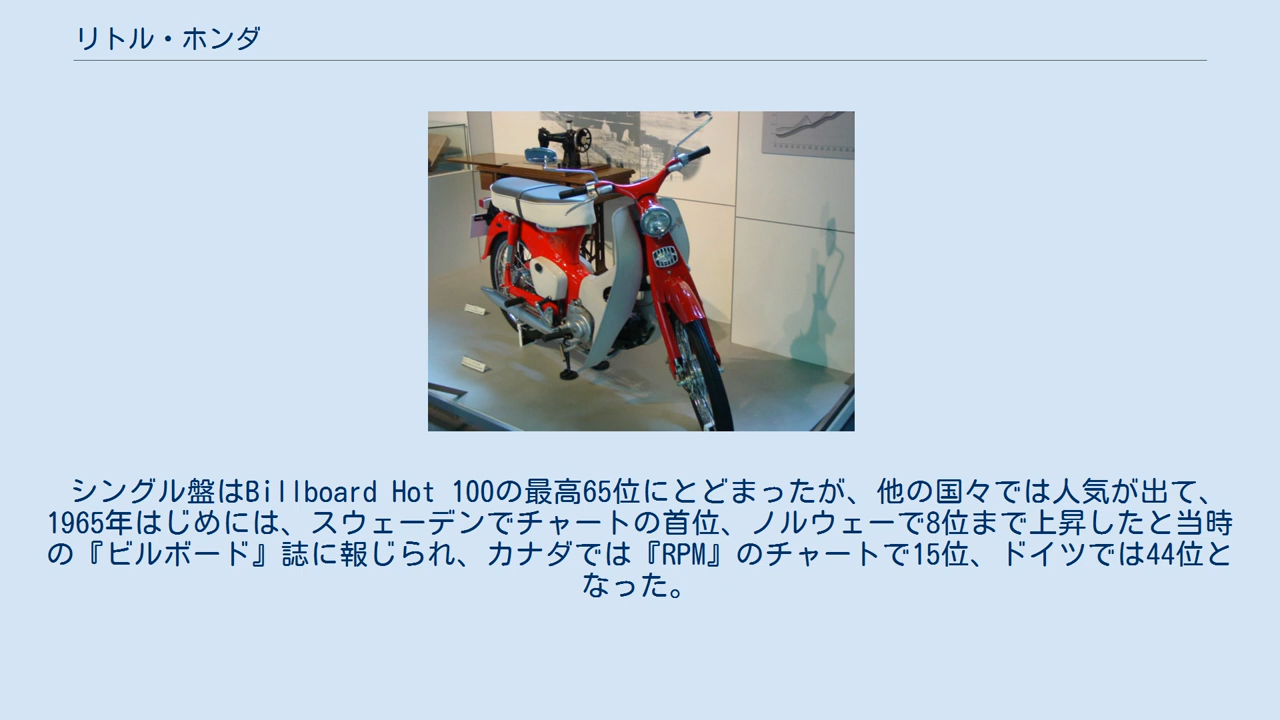 リトル・ホンダ
シングル盤はBillboard Hot 100の最高65位にとどまったが、他の国々では人気が出て、
1965年はじめには、スウェーデンでチャートの首位、ノルウェーで8位まで上昇したと当時
の『ビルボード』誌に報じられ、カナダでは『RPM』のチャートで15位、ドイツでは44位と
なった。